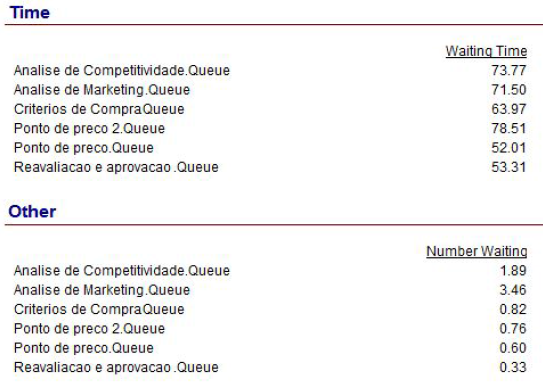 Time
Waiting Time
Analise de Competitividade.Queue 73.77
Analise de Marketing.Queue 71.50
Criterios de CompraQueue 63.97
Ponto de preco 2.Queue 78.51
Ponto de preco.Queue 52.01
Reavaliacao e aprovacao .Queue 53.31
Other
Number Waiting
Analise de Competitividade.Queue 1.89
Analise de Marketing.Queue 3.46
Criterios de CompraQueue 0.82
Ponto de preco 2.Queue 0.76
Ponto de preco.Queue 0.60
Reavaliacao e aprovacao .Queue 0.33